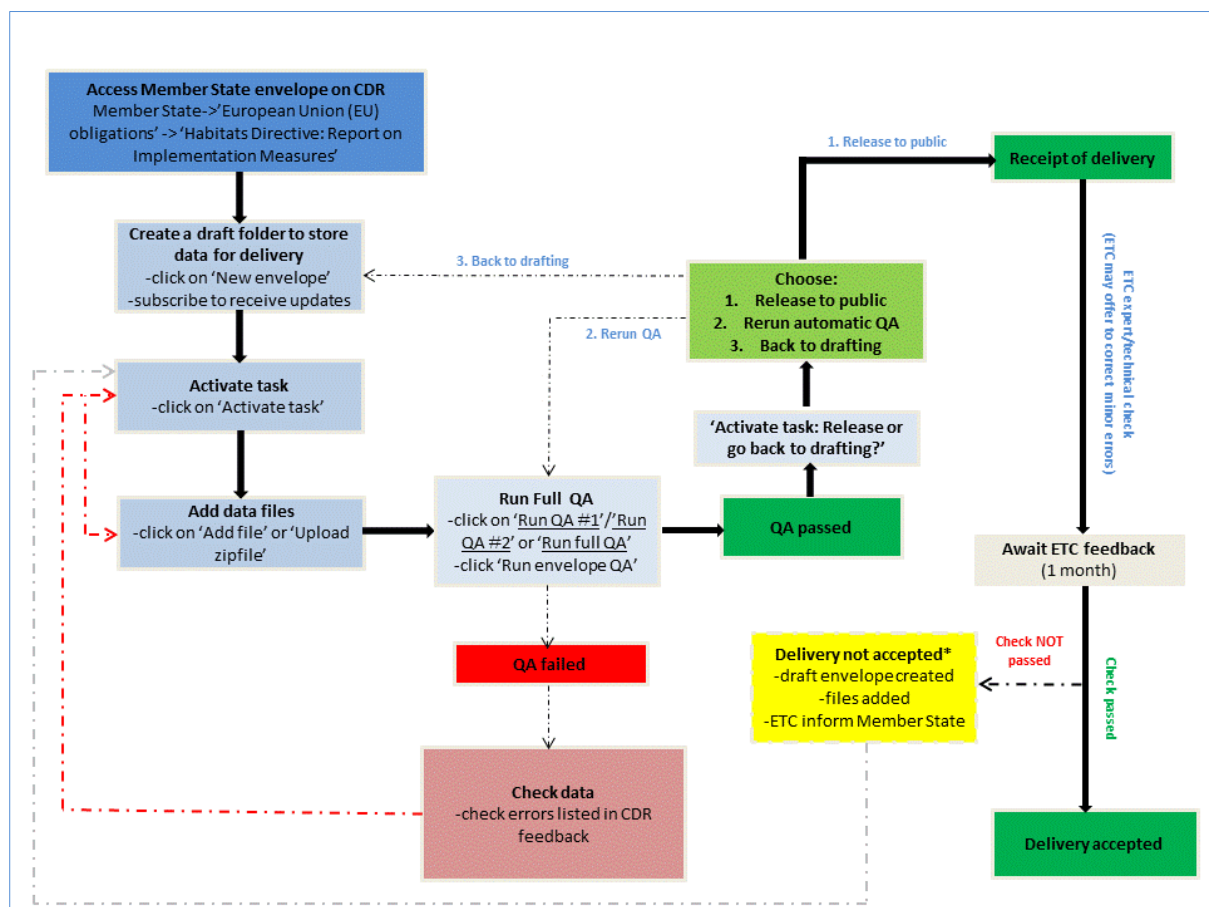 Access Member State envelope on CDR
Member State->’European Union (EU)
obligations’ -> ‘Habitats Directive: Report on
Implementation Measures’
1. Release to public
Receipt of delivery
Create a draft folder to store
data for delivery
-click on ‘New envelope’
-subscribe to receive updates
3. Back to drafting
Choose:
1. Release to public
2. Rerun automatic QA
3. Back to drafting
2. Rerun QA
ETC expert/technical check
(ETC may offer to correct minor errors)
Activate task
-click on ‘Activate task’
‘Activate task: Release or
go back to drafting?’
Add data files
-click on ‘Add file’ or ‘Upload
zipfile’
Run Full QA
-click on ‘Run QA #1’/’Run
QA #2’ or ‘Run full QA’
-click ‘Run envelope QA’
QA passed
Await ETC feedback
(1 month)
QA failed
Delivery not accepted*
-draft envelope created
-files added
-ETC inform Member State
Check NOT
passed
Check passed
Check data
-check errors listed in CDR
feedback
Delivery accepted